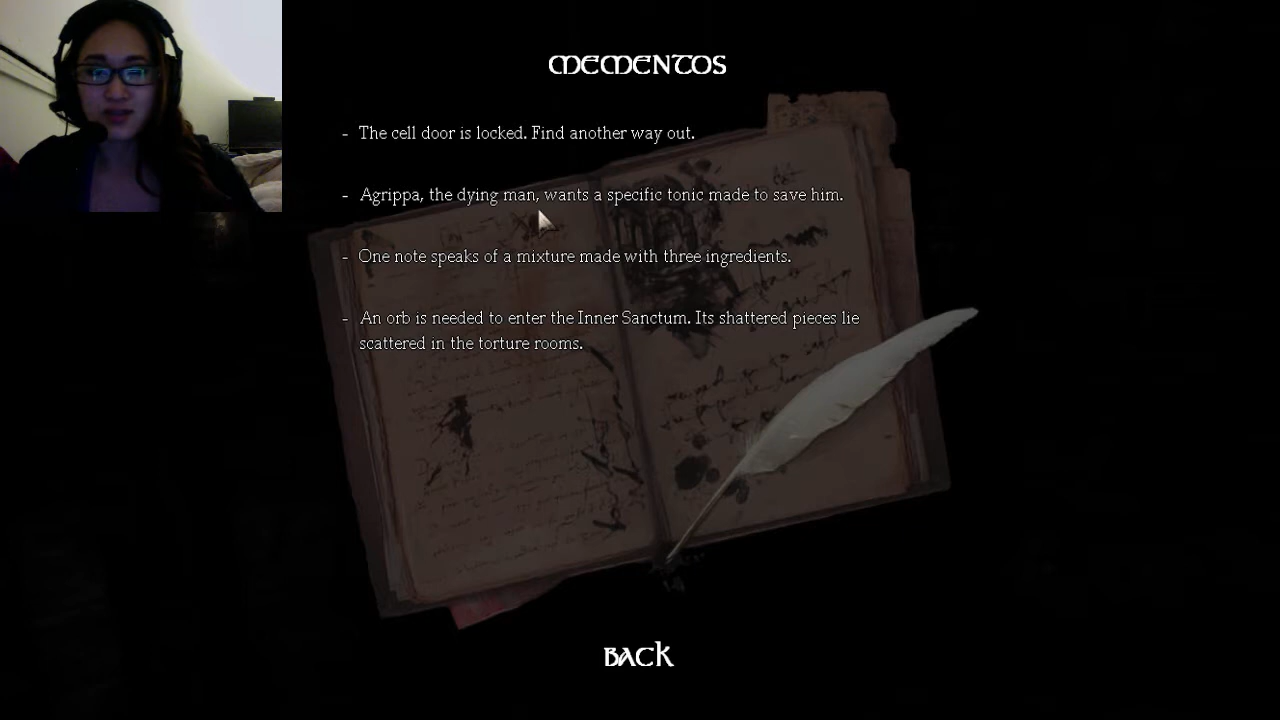 MEMENTOS
- The cell door is locked. Find another way out.
- Agrippa, the dying man, wants a specific tonic made to save him.
- One note speaks of a mixture made with three ingredients.
- An orb is needed to enter the Inner Sanctum. Its shattered pieces lie
scattered in the torture rooms.
BACK